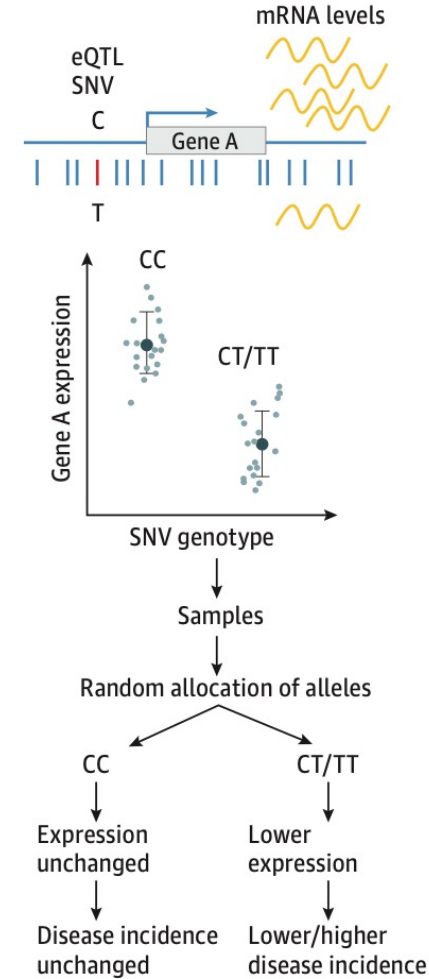 mRNA levels
eQTL
SNV
C
Gene A
T
CC
CT/TT
Gene A expression
SNV genotype
Samples
Random allocation of alleles
CC
CT/TT
Expression
unchanged
Lower
expression
Disease incidence
unchanged
Lower/higher
disease incidence